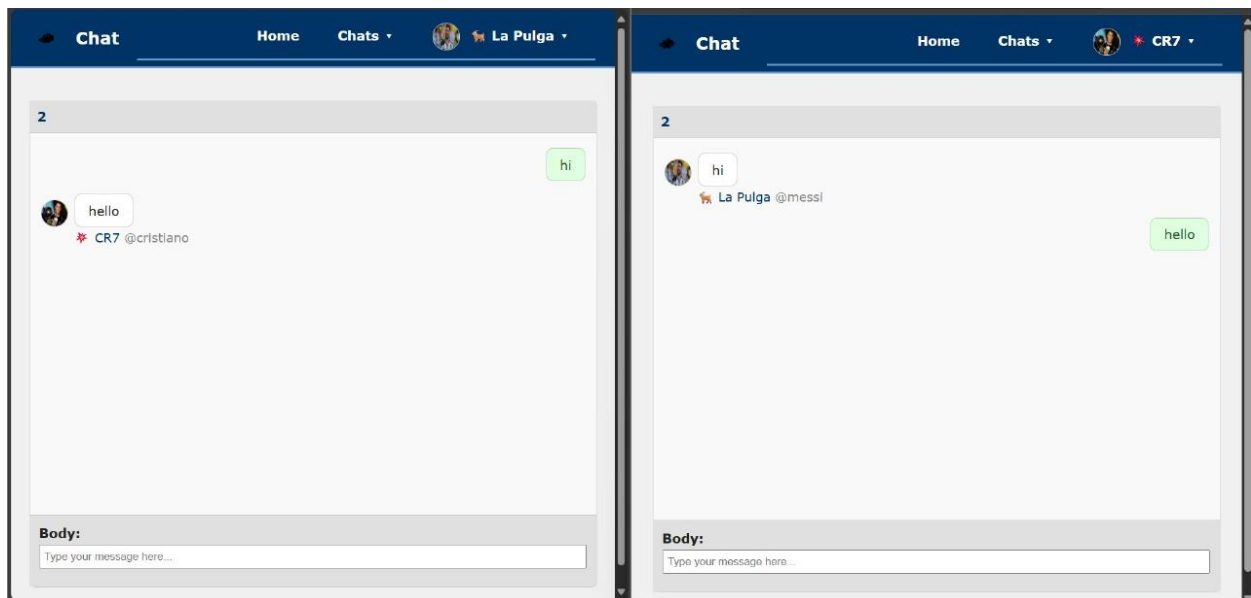 Chat Home Chats ▾ 🐐 La Pulga ▾
2
hi
hello
CR7 @cristiano
Body:
Type your message here...
Chat Home Chats ▾ CR7 ▾
2
hi
🐐 La Pulga @messi
hello
Body:
Type your message here...